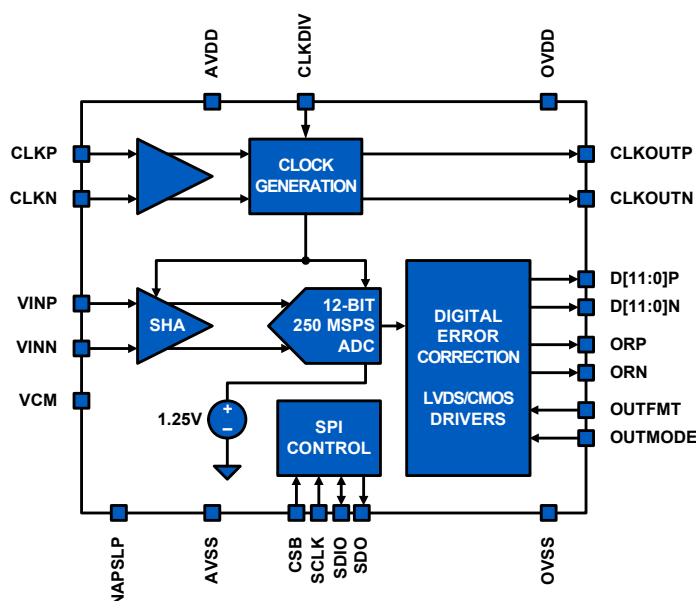 AVDD
CLKDIV
OVDD
CLKP
CLKN
CLOCK
GENERATION
CLKOUTP
CLKOUTN
VINP
VINN
VCM
SHA
12-BIT
250 MSPS
ADC
1.25V
+
−
SPI
CONTROL
DIGITAL
ERROR
CORRECTION
LVDS/CMOS
DRIVERS
D[11:0]P
D[11:0]N
ORP
ORN
OUTFMT
OUTMODE
NAPSLP
AVSS
CSB
SCLK
SDIO
SDO
OVSS